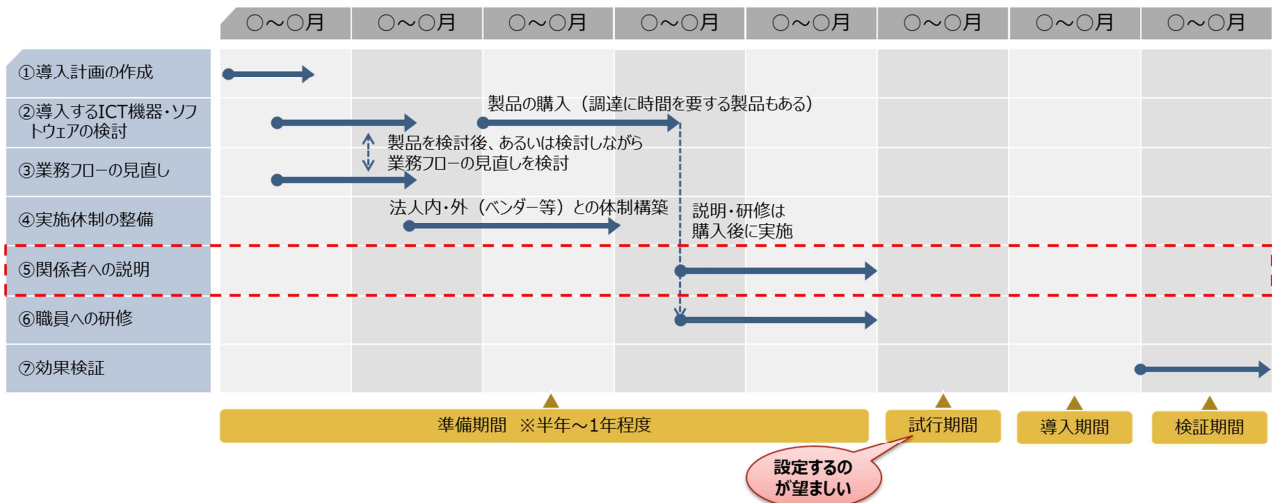 ○～○月 ○～○月 ○～○月 ○～○月 ○～○月 ○～○月 ○～○月 ○～○月
①導入計画の作成
②導入するICT機器・ソフ
トウェアの検討
製品の購入（調達に時間を要する製品もある）
製品を検討後、あるいは検討しながら
業務フローの見直しを検討
③業務フローの見直し
④実施体制の整備
法人内・外（ベンダー等）との体制構築
説明・研修は
購入後に実施
⑤関係者への説明
⑥職員への研修
⑦効果検証
準備期間 ※半年～1年程度
試行期間
導入期間
検証期間
設定するの
が望ましい